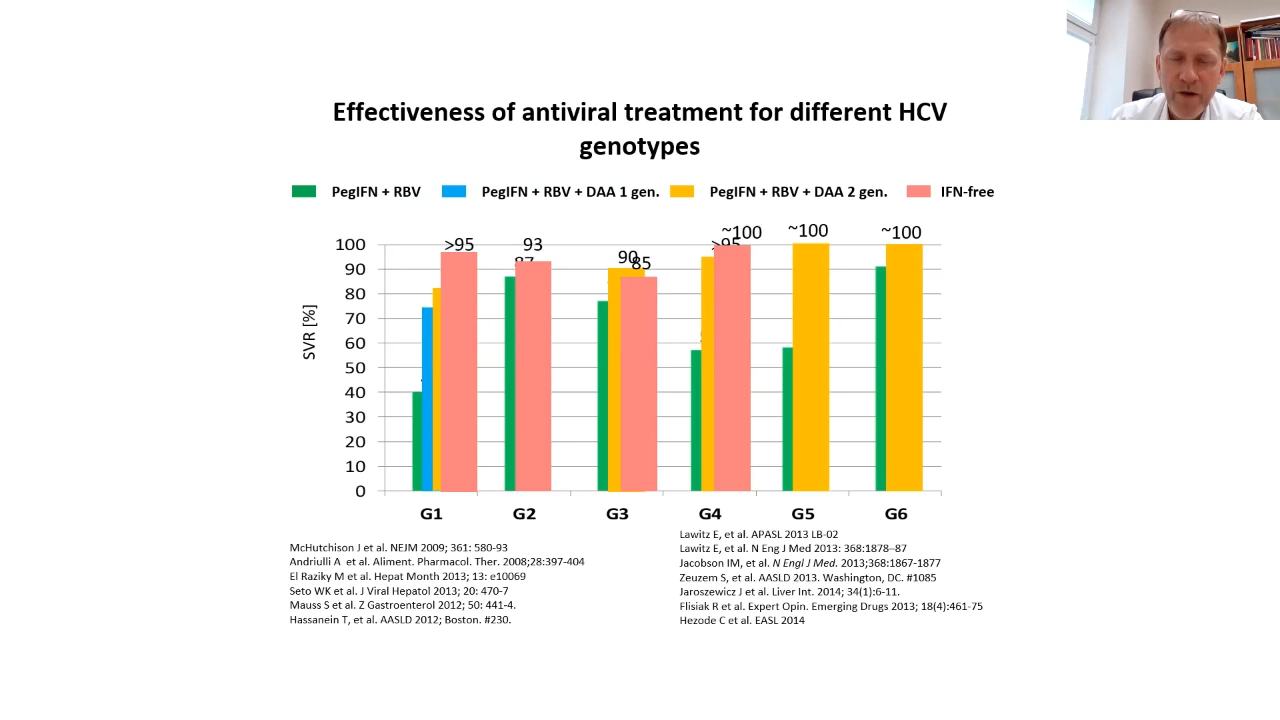 Effectiveness of antiviral treatment for different HCV
genotypes
PegIFN + RBV
PegIFN + RBV + DAA 1 gen.
PegIFN + RBV + DAA 2 gen.
IFN-free
SVR [%]
100
90
80
70
60
50
40
30
20
10
0
>95
93
87
90
85
>95
~100
~100
~100
G1
G2
G3
G4
G5
G6
McHutchison J et al. NEJM 2009; 361: 580-93
Andriulli A et al. Aliment. Pharmacol. Ther. 2008;28:397-404
El Raziky M et al. Hepat Month 2013; 13: e10069
Seto WK et al. J Viral Hepatol 2013; 20: 470-7
Mauss S et al. Z Gastroenterol 2012; 50: 441-4.
Hassanein T, et al. AASLD 2012; Boston. #230.
Lawitz E, et al. APASL 2013 LB-02
Lawitz E, et al. N Eng J Med 2013: 368:1878–87
Jacobson IM, et al. N Engl J Med. 2013;368:1867-1877
Zeuzem S, et al. AASLD 2013. Washington, DC. #1085
Jaroszewicz J et al. Liver Int. 2014; 34(1):6-11.
Flisiak R et al. Expert Opin. Emerging Drugs 2013; 18(4):461-75
Hezode C et al. EASL 2014